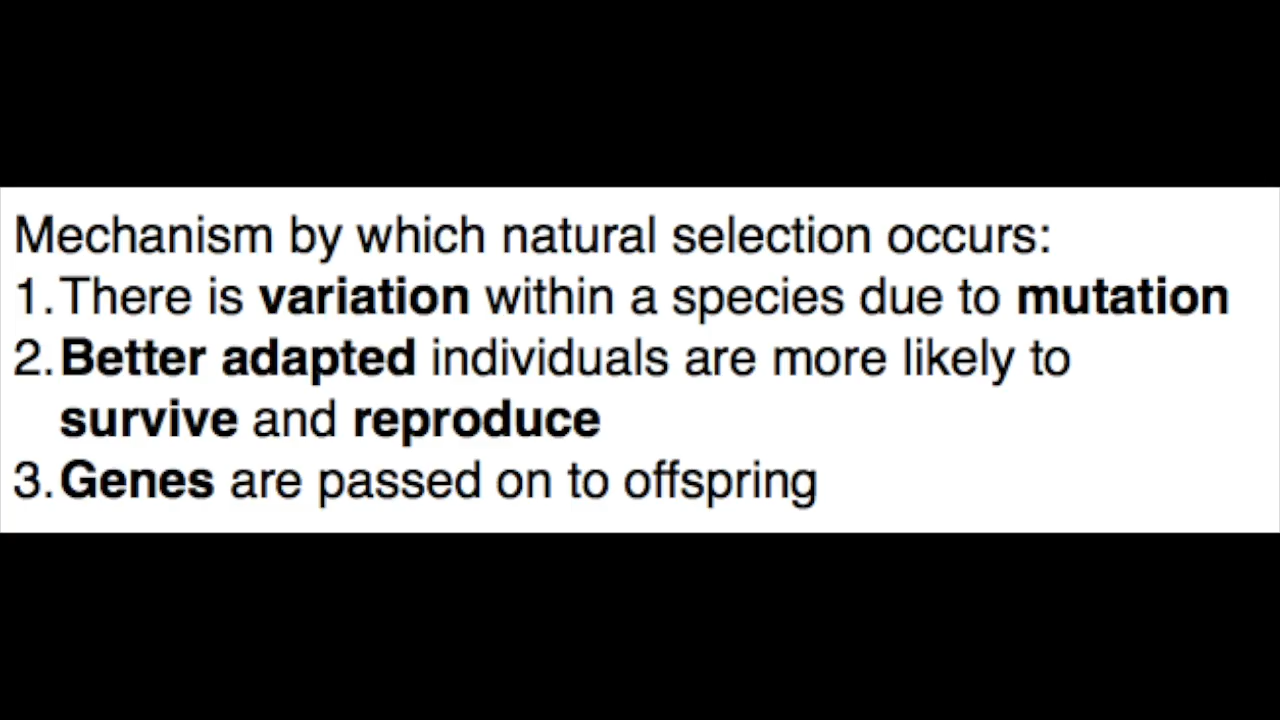 Mechanism by which natural selection occurs:
1. There is variation within a species due to mutation
2. Better adapted individuals are more likely to
survive and reproduce
3. Genes are passed on to offspring